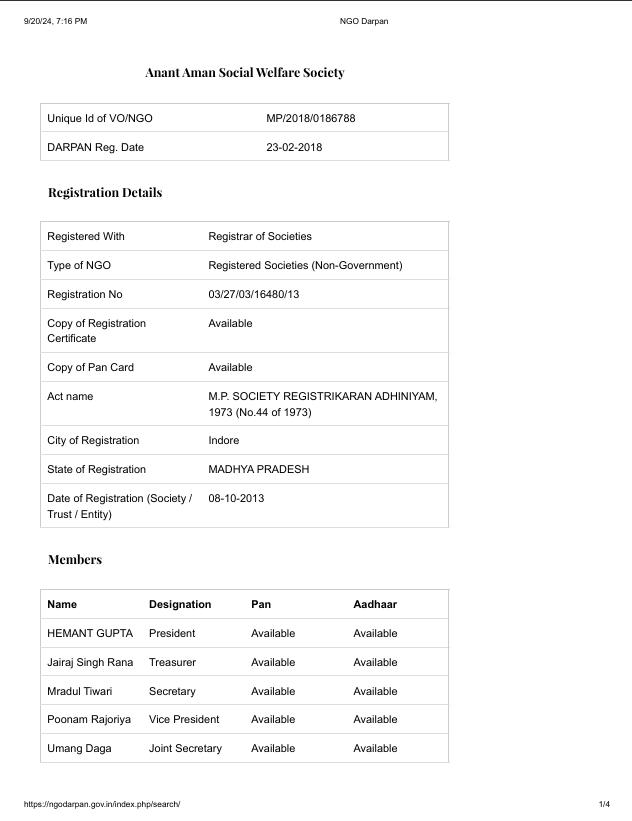 9/20/24, 7:16 PM NGO Darpan
Anant Aman Social Welfare Society
Unique Id of VO/NGO MP/2018/0186788
DARPAN Reg. Date 23-02-2018
Registration Details
Registered With Registrar of Societies
Type of NGO Registered Societies (Non-Government)
Registration No 03/27/03/16480/13
Copy of Registration Available
Certificate
Copy of Pan Card Available
Act name M.P. SOCIETY REGISTRIKARAN ADHINIYAM,
1973 (No.44 of 1973)
City of Registration Indore
State of Registration MADHYA PRADESH
Date of Registration (Society / 08-10-2013
Trust / Entity)
Members
Name Designation Pan Aadhaar
HEMANT GUPTA President Available Available
Jairaj Singh Rana Treasurer Available Available
Mradul Tiwari Secretary Available Available
Poonam Rajoriya Vice President Available Available
Umang Daga Joint Secretary Available Available
https://ngodarpan.gov.in/index.php/search/ 1/4